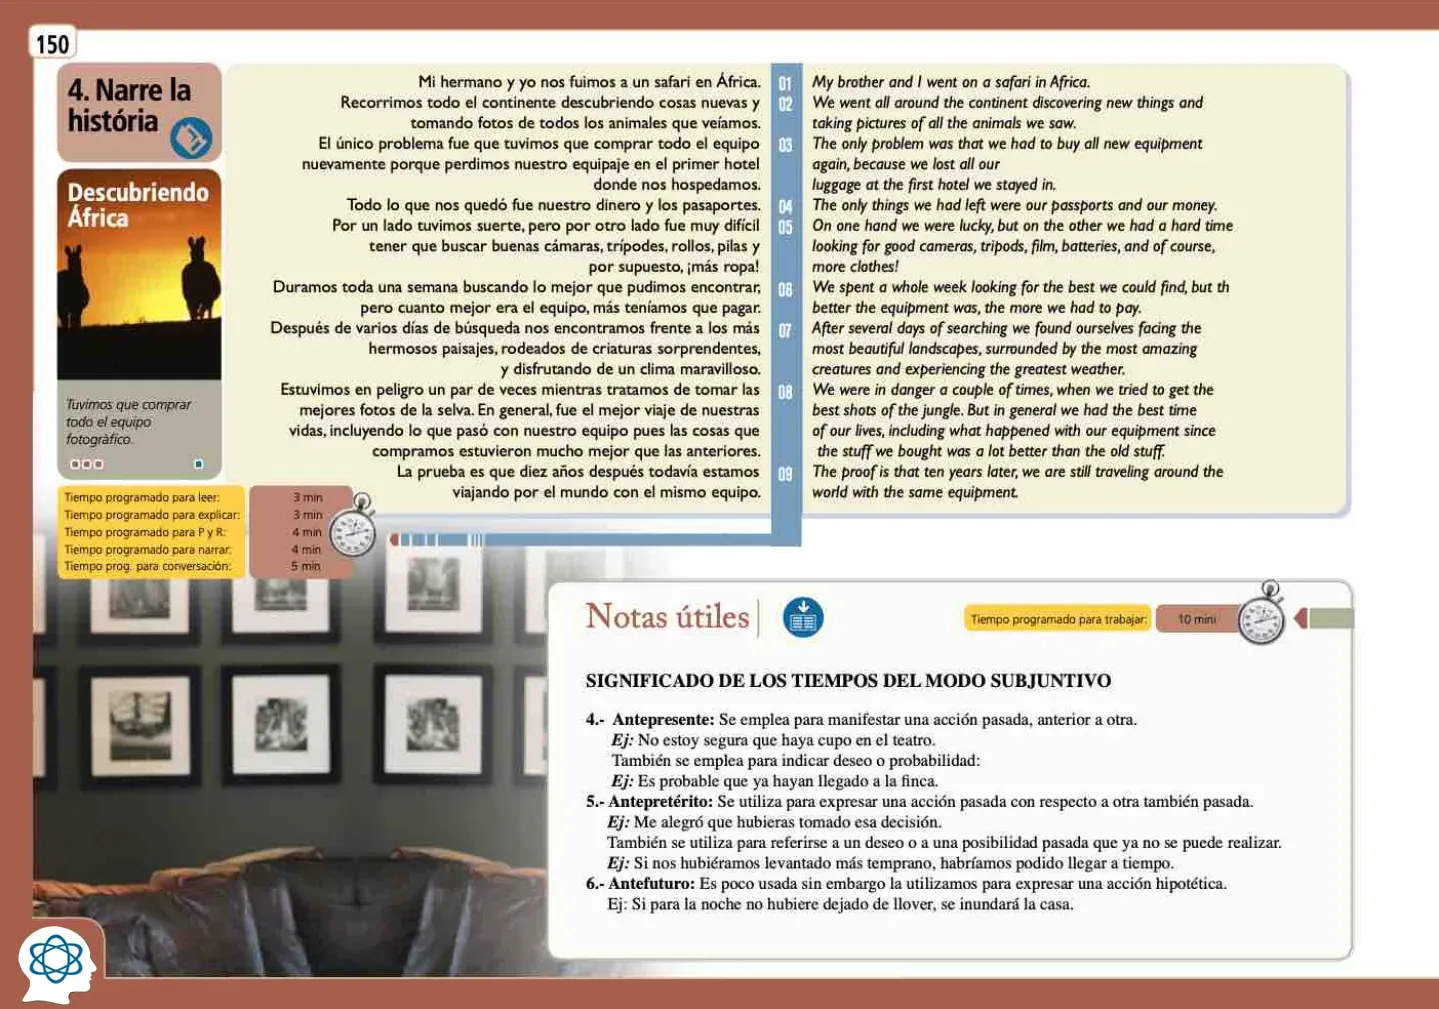 150
4. Narre la
história
Descubriendo
África
Tuvimos que comprar
todo el equipo
fotográfico.
Tiempo programado para leer: 3 min
Tiempo programado para explicar: 3 min
Tiempo programado para P y R: 4 min
Tiempo programado para narrar: 4 min
Tiempo prog. para conversación: 5 min
Mi hermano y yo nos fuimos a un safari en África.
Recorrimos todo el continente descubriendo cosas nuevas y
tomando fotos de todos los animales que veíamos.
El único problema fue que tuvimos que comprar todo el equipo
nuevamente porque perdimos nuestro equipaje en el primer hotel
donde nos hospedamos.
Todo lo que nos quedó fue nuestro dinero y los pasaportes.
Por un lado tuvimos suerte, pero por otro lado fue muy difícil
tener que buscar buenas cámaras, trípodes, rollos, pilas y
por supuesto, ¡más ropa!
Duramos toda una semana buscando lo mejor que pudimos encontrar,
pero cuanto mejor era el equipo, más teníamos que pagar.
Después de varios días de búsqueda nos encontramos frente a los más
hermosos paisajes, rodeados de criaturas sorprendentes,
y disfrutando de un clima maravilloso.
Estuvimos en peligro un par de veces mientras tratamos de tomar las
mejores fotos de la selva. En general, fue el mejor viaje de nuestras
vidas, incluyendo lo que pasó con nuestro equipo pues las cosas que
compramos estuvieron mucho mejor que las anteriores.
La prueba es que diez años después todavía estamos
viajando por el mundo con el mismo equipo.
01
02
03
04
05
06
07
08
09
My brother and I went on a safari in Africa.
We went all around the continent discovering new things and
taking pictures of all the animals we saw.
The only problem was that we had to buy all new equipment
again, because we lost all our
luggage at the first hotel we stayed in.
The only things we had left were our passports and our money.
On one hand we were lucky, but on the other we had a hard time
looking for good cameras, tripods, film, batteries, and of course,
more clothes!
We spent a whole week looking for the best we could find, but th
better the equipment was, the more we had to pay.
After several days of searching we found ourselves facing the
most beautiful landscapes, surrounded by the most amazing
creatures and experiencing the greatest weather.
We were in danger a couple of times, when we tried to get the
best shots of the jungle. But in general we had the best time
of our lives, including what happened with our equipment since
the stuff we bought was a lot better than the old stuff.
The proof is that ten years later, we are still traveling around the
world with the same equipment.
Notas útiles
Tiempo programado para trabajar: 10 mini
SIGNIFICADO DE LOS TIEMPOS DEL MODO SUBJUNTIVO
4.- Antepresente: Se emplea para manifestar una acción pasada, anterior a otra.
Ej: No estoy segura que haya cupo en el teatro.
También se emplea para indicar deseo o probabilidad:
Ej: Es probable que ya hayan llegado a la finca.
5.- Antepretérito: Se utiliza para expresar una acción pasada con respecto a otra también pasada.
Ej: Me alegró que hubieras tomado esa decisión.
También se utiliza para referirse a un deseo o a una posibilidad pasada que ya no se puede realizar.
Ej: Si nos hubiéramos levantado más temprano, habríamos podido llegar a tiempo.
6.- Antefuturo: Es poco usada sin embargo la utilizamos para expresar una acción hipotética.
Ej: Si para la noche no hubiere dejado de llover, se inundará la casa.